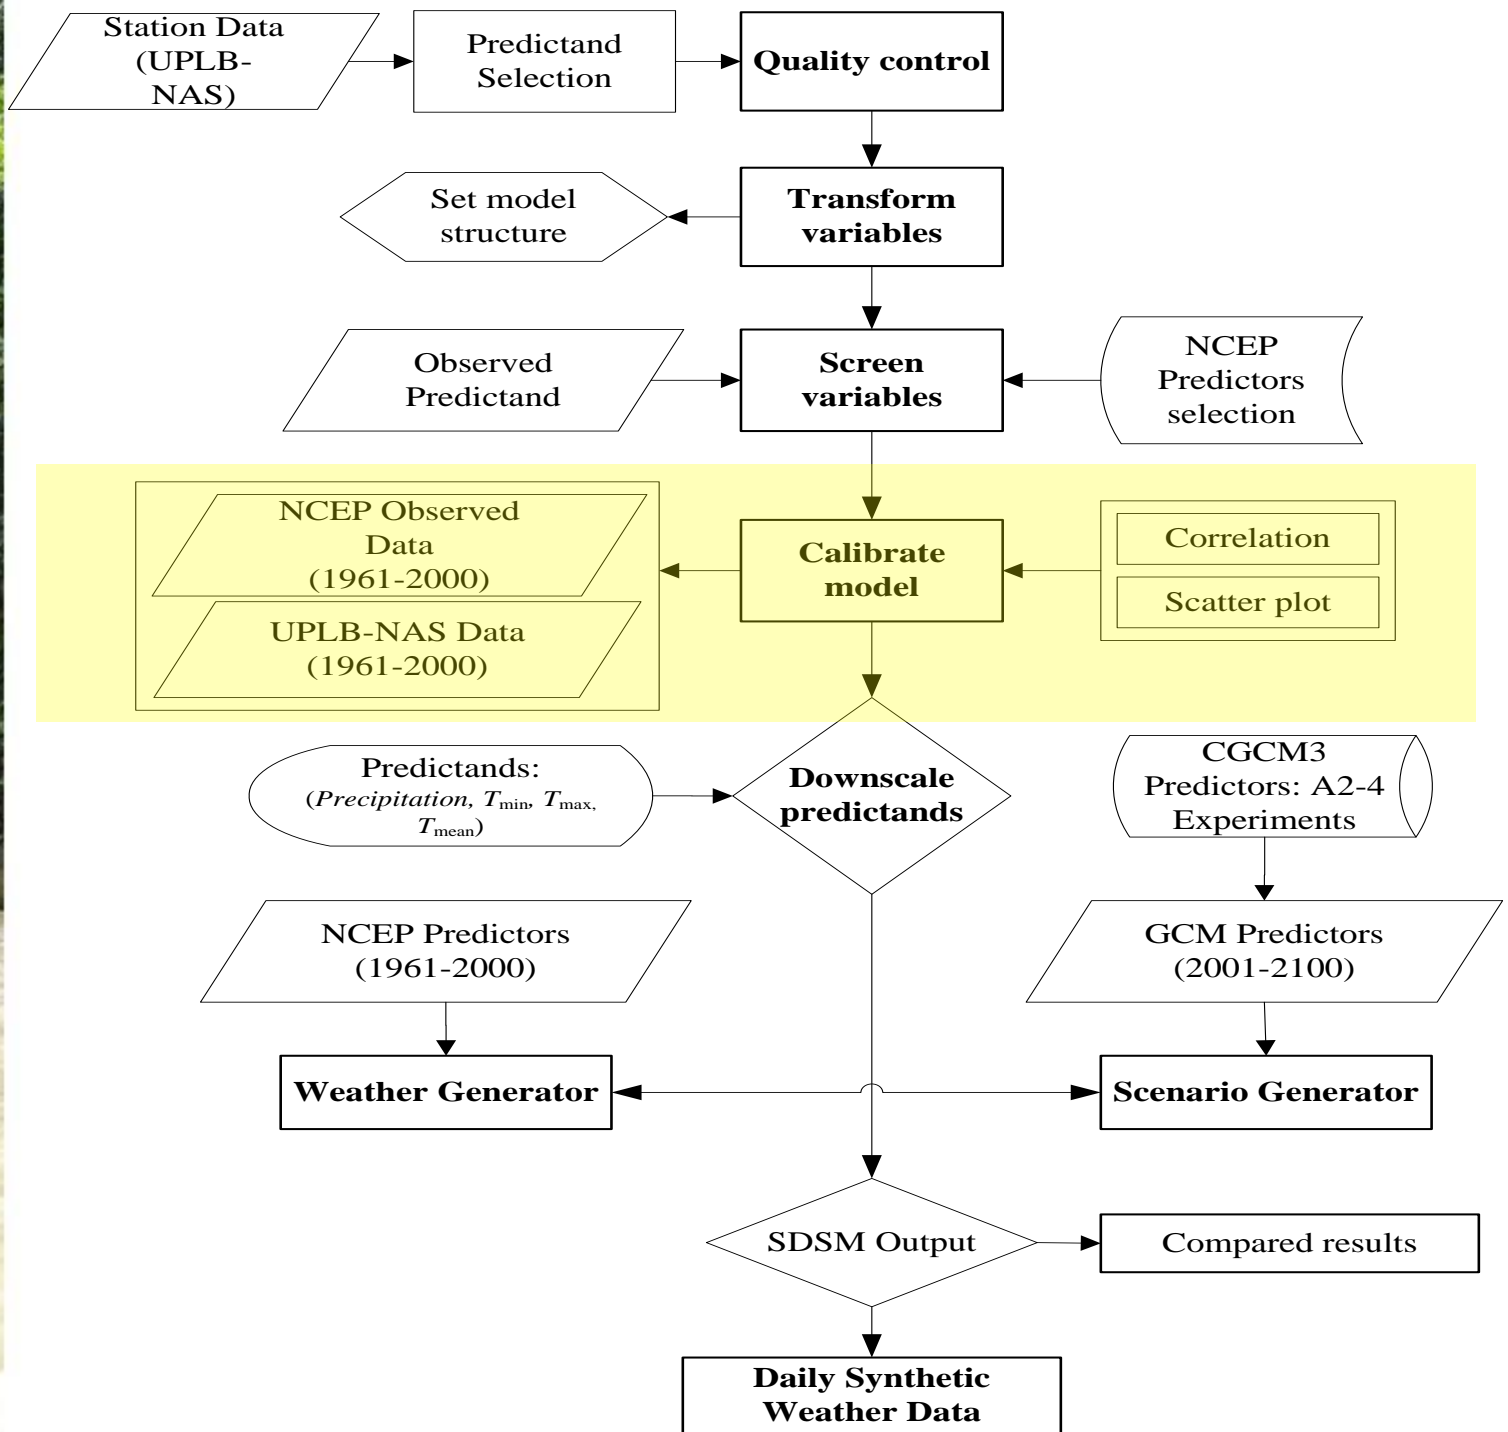 Station Data
(UPLB-
NAS)
Predictand
Selection
Quality control
Set model
structure
Transform
variables
Observed
Predictand
Screen
variables
NCEP
Predictors
selection
NCEP Observed
Data
(1961-2000)
UPLB-NAS Data
(1961-2000)
Calibrate
model
Correlation
Scatter plot
Predictands:
(Precipitation, Tmin, Tmax,
Tmean)
Downscale
predictands
CGCM3
Predictors: A2-4
Experiments
NCEP Predictors
(1961-2000)
GCM Predictors
(2001-2100)
Weather Generator
Scenario Generator
SDSM Output
Compared results
Daily Synthetic
Weather Data